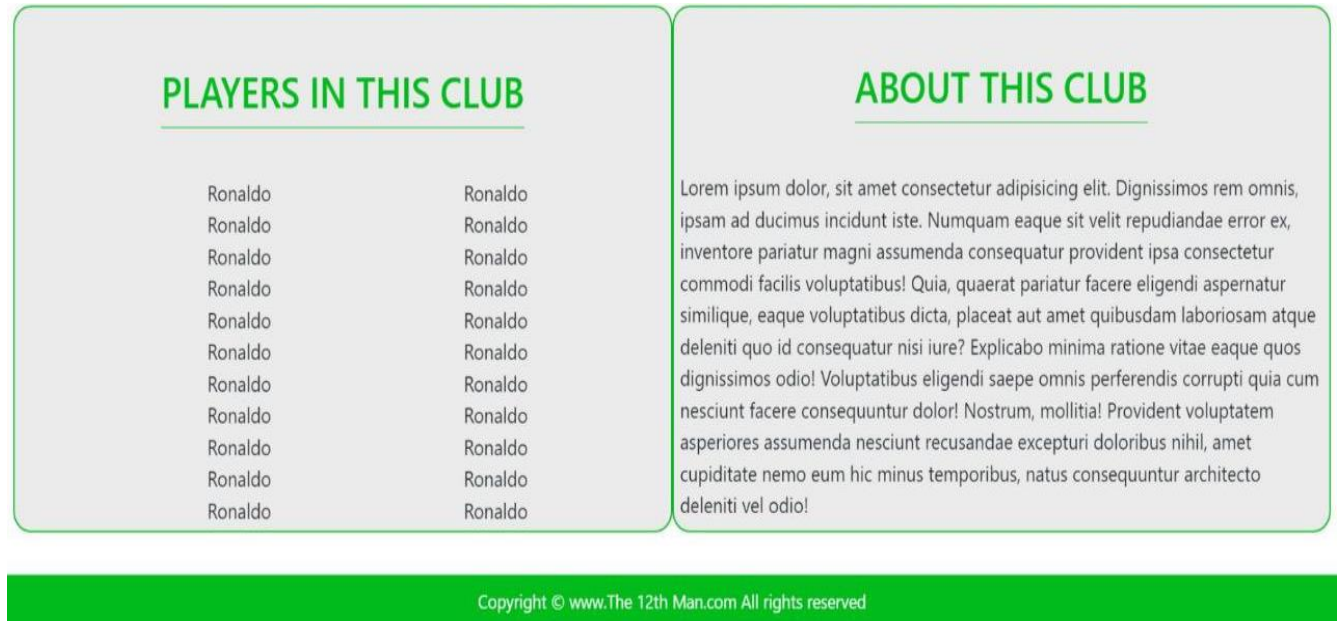 PLAYERS IN THIS CLUB
Ronaldo Ronaldo
Ronaldo Ronaldo
Ronaldo Ronaldo
Ronaldo Ronaldo
Ronaldo Ronaldo
Ronaldo Ronaldo
Ronaldo Ronaldo
Ronaldo Ronaldo
Ronaldo Ronaldo
Ronaldo Ronaldo
Ronaldo Ronaldo
ABOUT THIS CLUB
Lorem ipsum dolor, sit amet consectetur adipisicing elit. Dignissimos rem omnis,
ipsam ad ducimus incidunt iste. Numquam eaque sit velit repudiandae error ex,
inventore pariatur magni assumenda consequatur provident ipsa consectetur
commodi facilis voluptatibus! Quia, quaerat pariatur facere eligendi aspernatur
similique, eaque voluptatibus dicta, placeat aut amet quibusdam laboriosam atque
deleniti quo id consequatur nisi iure? Explicabo minima ratione vitae eaque quos
dignissimos odio! Voluptatibus eligendi saepe omnis perferendis corrupti quia cum
nesciunt facere consequuntur dolor! Nostrum, mollitia! Provident voluptatem
asperiores assumenda nesciunt recusandae excepturi doloribus nihil, amet
cupiditate nemo eum hic minus temporibus, natus consequuntur architecto
deleniti vel odio!
Copyright © www.The 12th Man.com All rights reserved